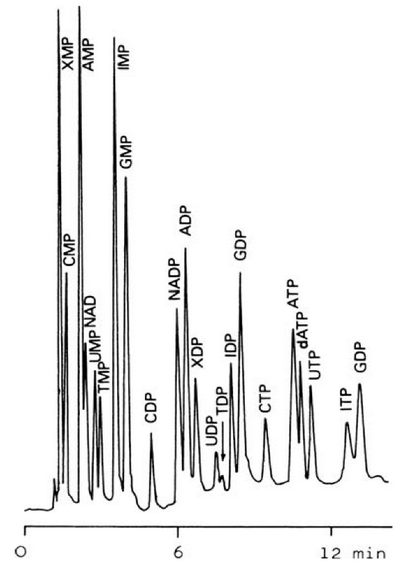 XMP
CMP
AMP
NAD
UMP
TMP
IMP
GMP
CDP
NADP
ADP
XDP
UDP
TDP
IDP
GDP
CTP
ATP
dATP
UTP
ITP
GDP
0 6 12 min